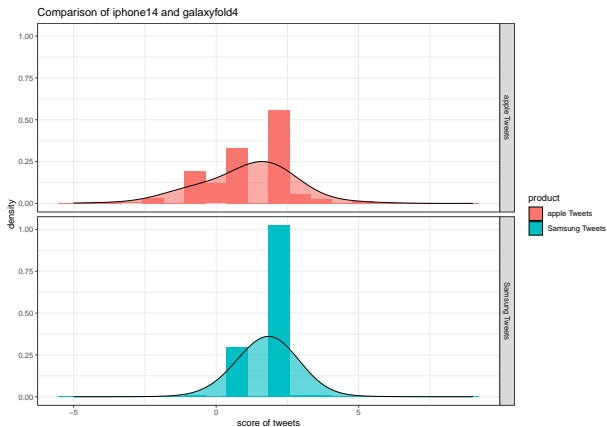 Comparison of iphone14 and galaxyfold4
1.00
0.75
0.50
0.25
0.00
apple Tweets
density
1.00
0.75
0.50
0.25
0.00
Samsung Tweets
−5
0
5
score of tweets
product
apple Tweets
Samsung Tweets